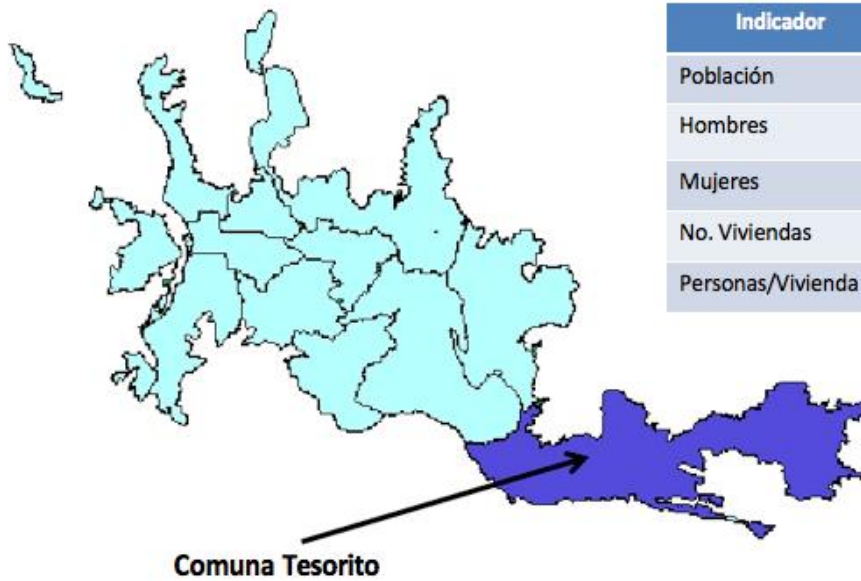 Indicador
Población
Hombres
Mujeres
No. Viviendas
Personas/Vivienda
Comuna Tesorito